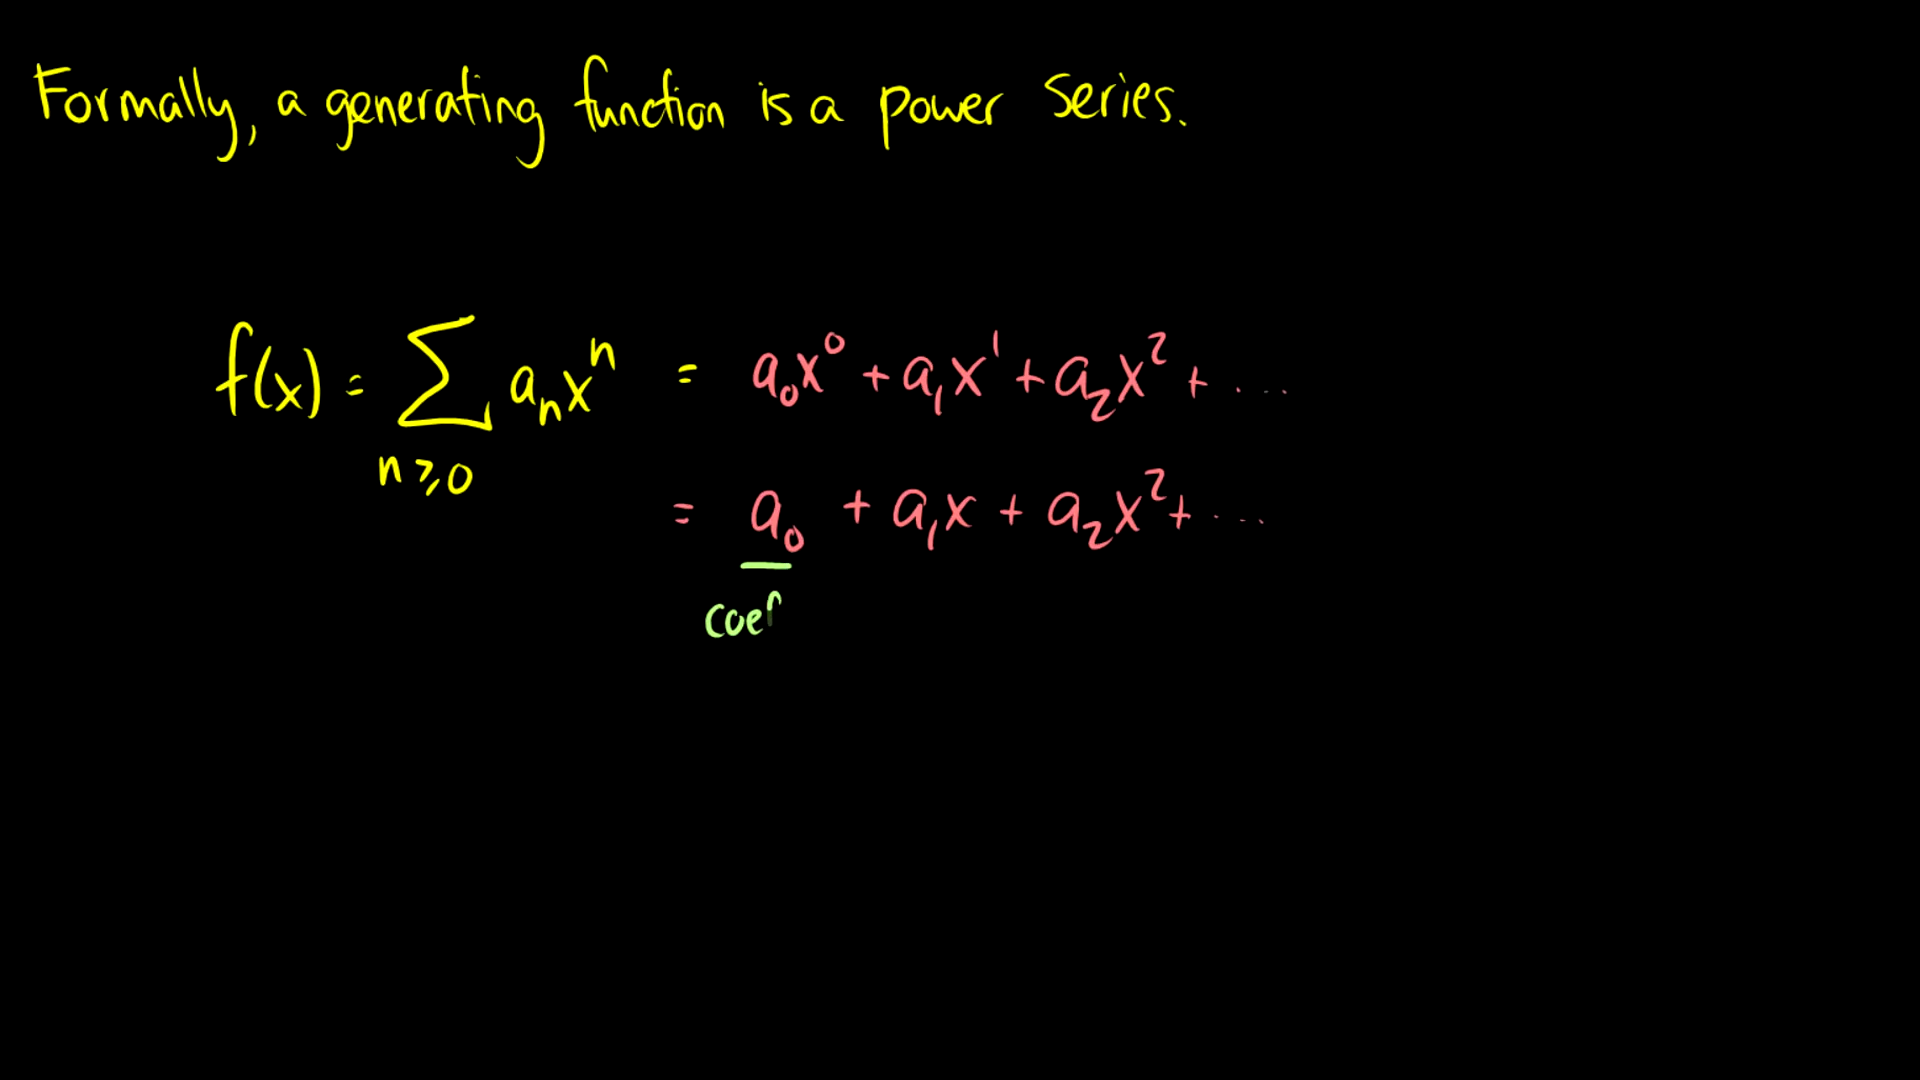 Formally, a generating function is a power series.
f(x) = ∑ aₙxⁿ = a₀x⁰ + a₁x¹ + a₂x² + ...
n ⩾ 0
= a₀ + a₁x + a₂x² + ...
coef